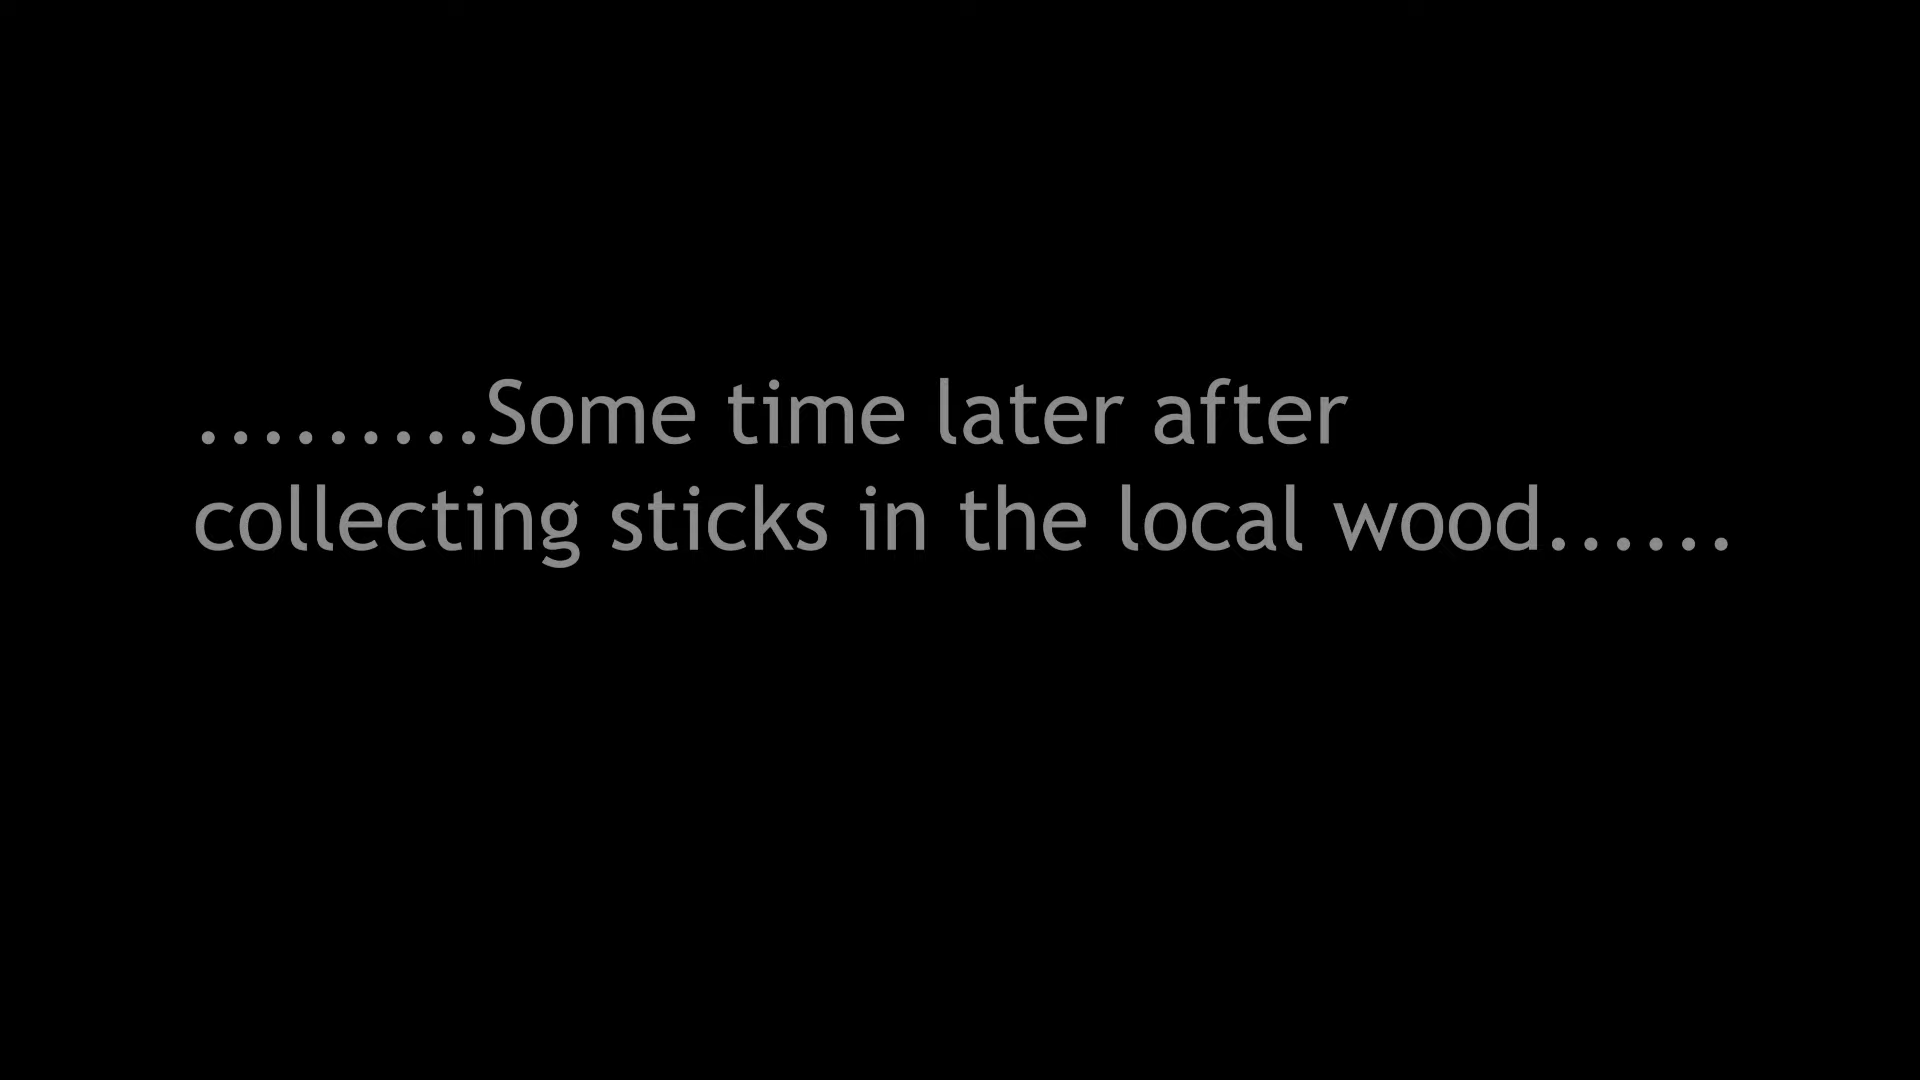 .........Some time later after
collecting sticks in the local wood......